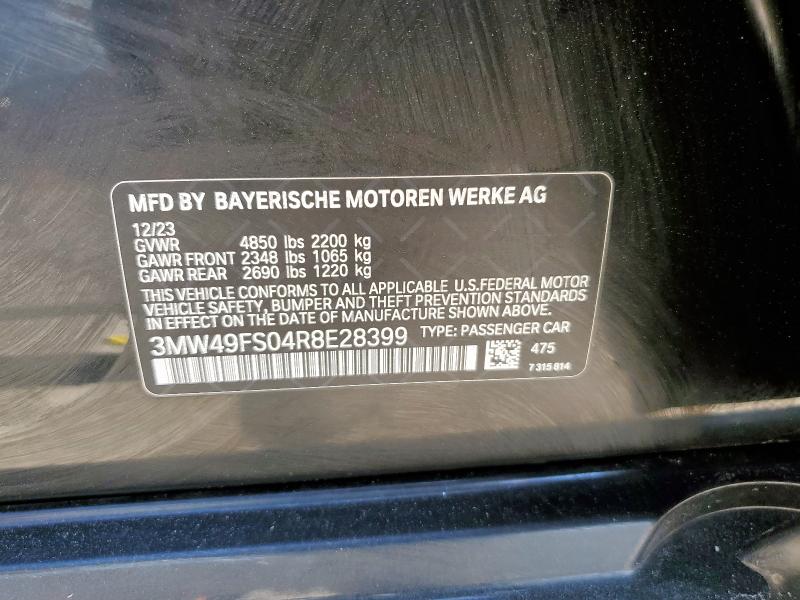 MFD BY BAYERISCHE MOTOREN WERKE AG
12/23
GVWR 4850 lbs 2200 kg
GAWR FRONT 2348 lbs 1065 kg
GAWR REAR 2690 lbs 1220 kg
THIS VEHICLE CONFORMS TO ALL APPLICABLE U.S.FEDERAL MOTOR
VEHICLE SAFETY, BUMPER AND THEFT PREVENTION STANDARDS
IN EFFECT ON THE DATE OF MANUFACTURE SHOWN ABOVE.
3MW49FS04R8E28399 TYPE: PASSENGER CAR
475
7 315 814